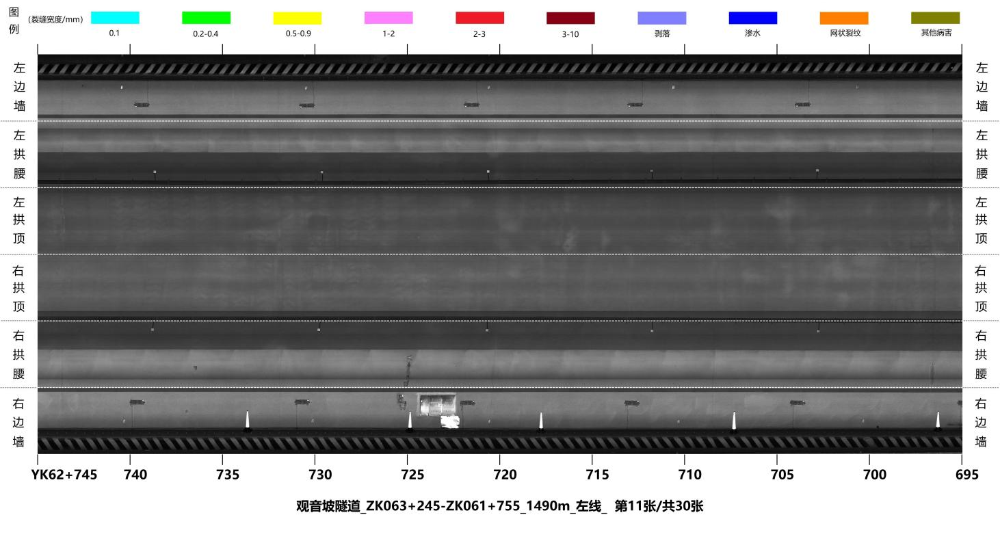 图例 (裂缝宽度/mm) 0.1 0.2-0.4 0.5-0.9 1-2 2-3 3-10 剥落 渗水 网状裂纹 其他病害
左边墙 左边墙
左拱腰 左拱腰
左拱顶 左拱顶
右拱顶 右拱顶
右拱腰 右拱腰
右边墙 右边墙
YK62+745 740 735 730 725 720 715 710 705 700 695
观音坡隧道_ZK063+245-ZK061+755_1490m_左线_ 第11张/共30张